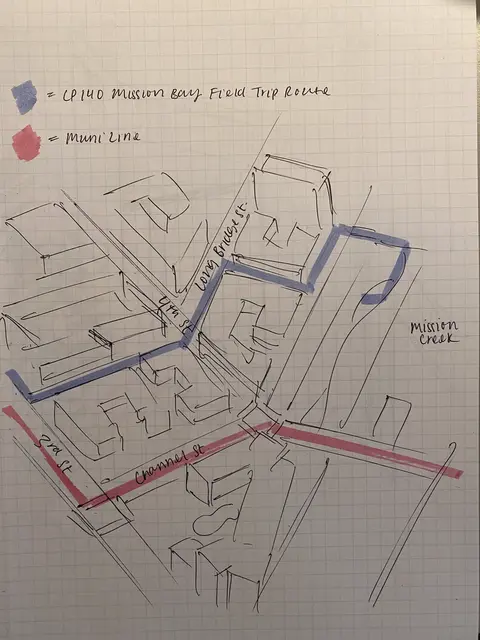 = CP140 Mission Bay Field Trip Route
= Muni Line
Long Bridge St.
4th St
Mission
Creek
3rd St
Channel St